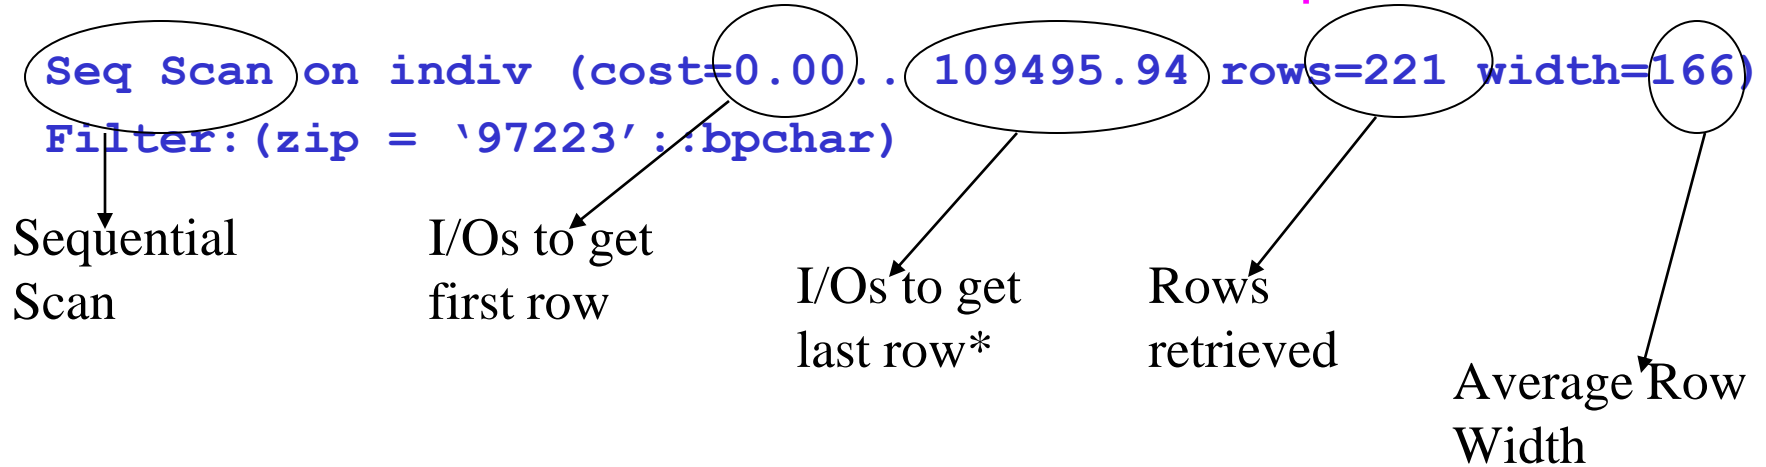 Seq Scan on indiv (cost=0.00.. 109495.94 rows=221 width=166)
Filter:(zip = ‘97223’::bpchar)
Sequential
Scan
I/Os to get
first row
I/Os to get
last row*
Rows
retrieved
Average Row
Width